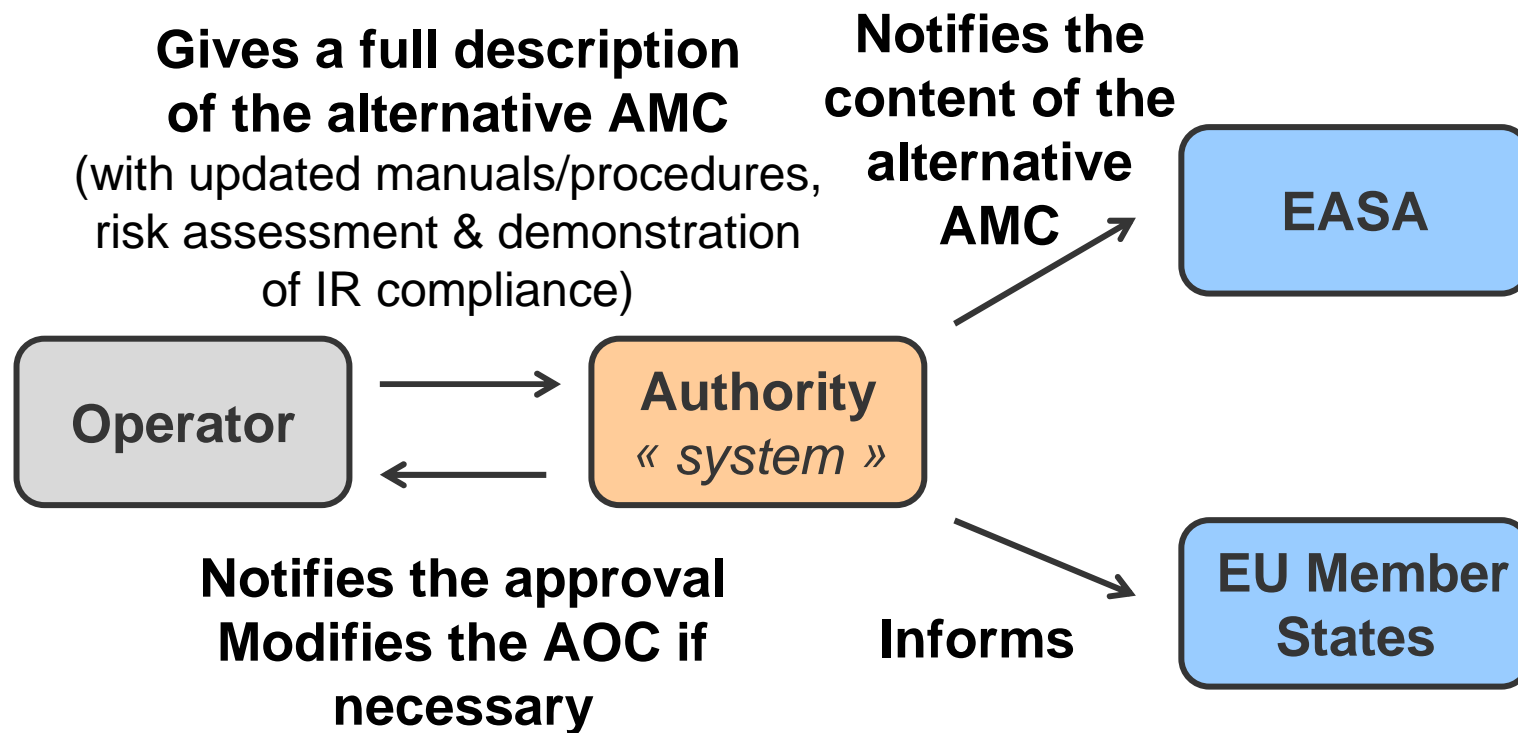 Gives a full description
of the alternative AMC
(with updated manuals/procedures,
risk assessment & demonstration
of IR compliance)
Notifies the
content of the
alternative
AMC
EASA
Operator
Authority
« system »
Notifies the approval
Modifies the AOC if
necessary
Informs
EU Member
States